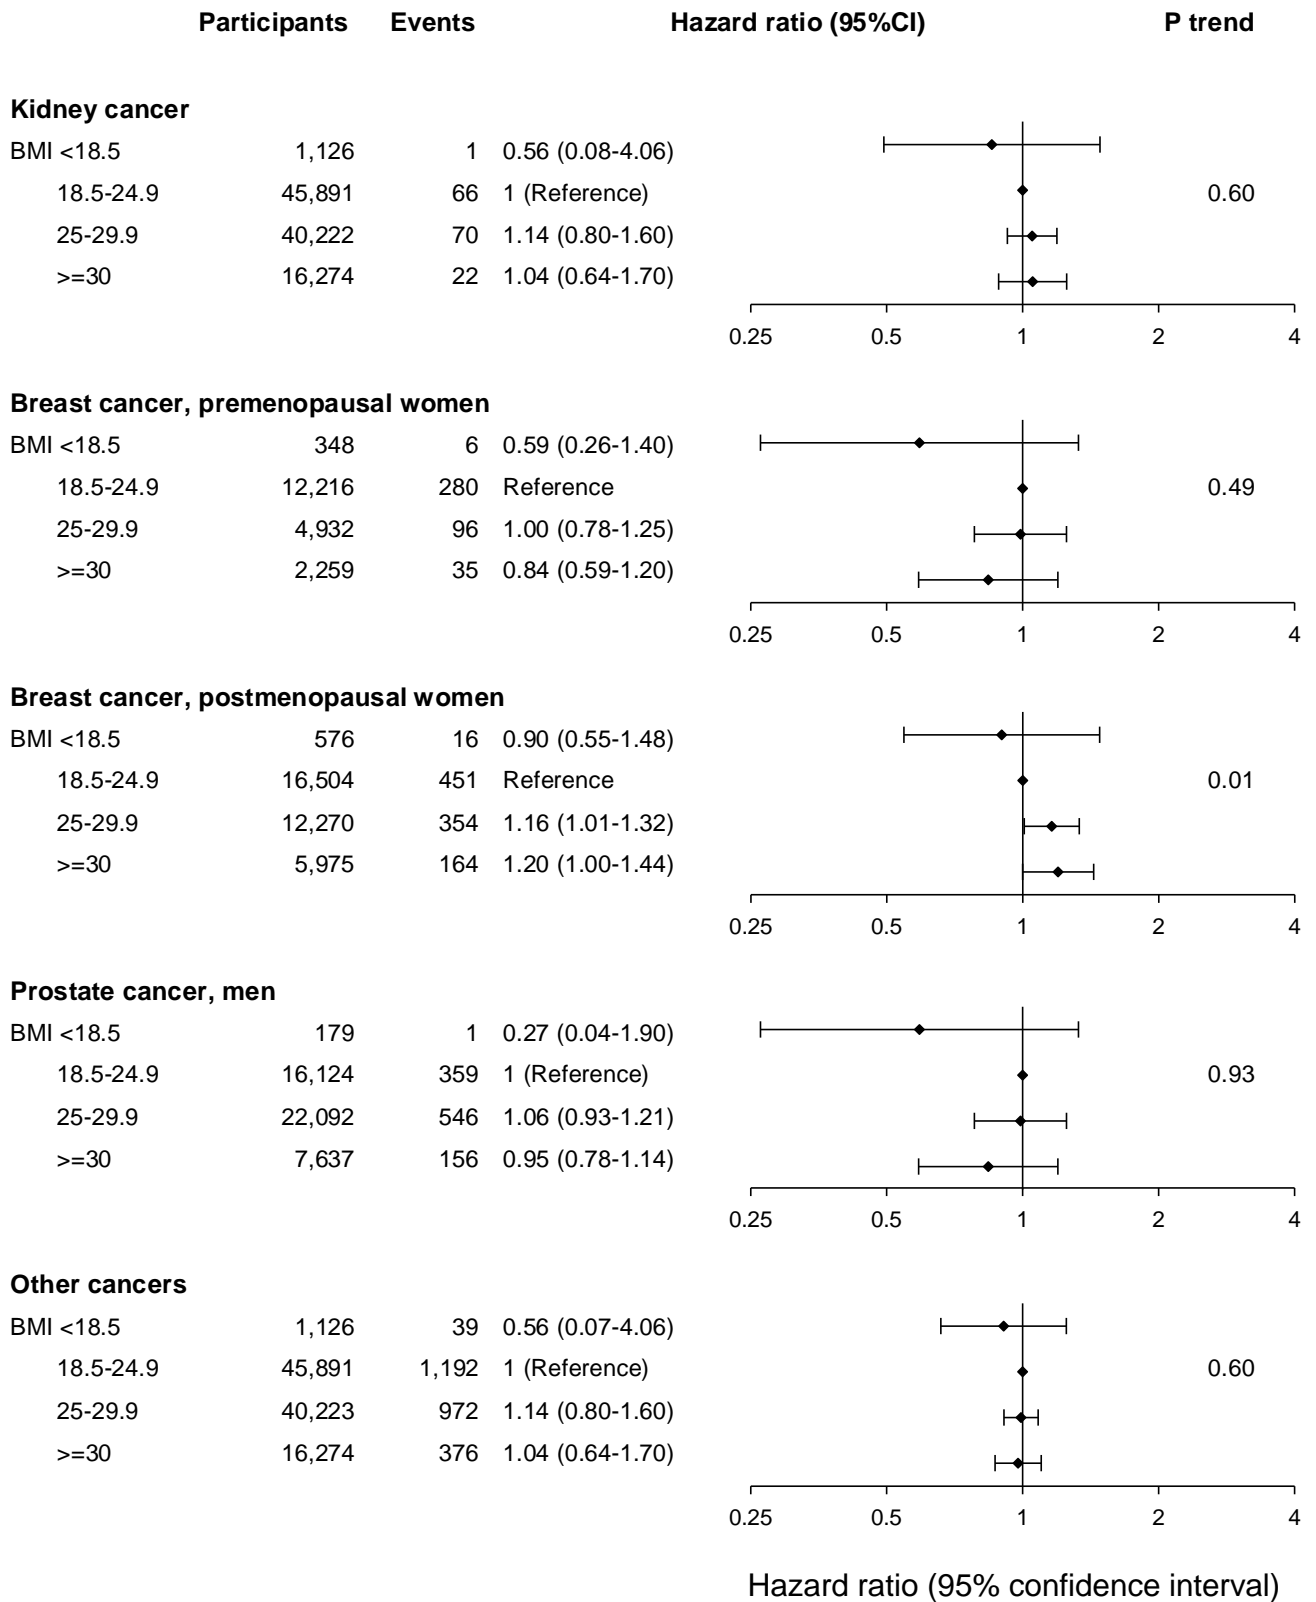 Participants Events Hazard ratio (95%CI) P trend
Kidney cancer
BMI <18.5 1,126 1 0.56 (0.08-4.06)
18.5-24.9 45,891 66 1 (Reference) 0.60
25-29.9 40,222 70 1.14 (0.80-1.60)
>=30 16,274 22 1.04 (0.64-1.70)
0.25 0.5 1 2 4
Breast cancer, premenopausal women
BMI <18.5 348 6 0.59 (0.26-1.40)
18.5-24.9 12,216 280 Reference 0.49
25-29.9 4,932 96 1.00 (0.78-1.25)
>=30 2,259 35 0.84 (0.59-1.20)
0.25 0.5 1 2 4
Breast cancer, postmenopausal women
BMI <18.5 576 16 0.90 (0.55-1.48)
18.5-24.9 16,504 451 Reference 0.01
25-29.9 12,270 354 1.16 (1.01-1.32)
>=30 5,975 164 1.20 (1.00-1.44)
0.25 0.5 1 2 4
Prostate cancer, men
BMI <18.5 179 1 0.27 (0.04-1.90)
18.5-24.9 16,124 359 1 (Reference) 0.93
25-29.9 22,092 546 1.06 (0.93-1.21)
>=30 7,637 156 0.95 (0.78-1.14)
0.25 0.5 1 2 4
Other cancers
BMI <18.5 1,126 39 0.56 (0.07-4.06)
18.5-24.9 45,891 1,192 1 (Reference) 0.60
25-29.9 40,223 972 1.14 (0.80-1.60)
>=30 16,274 376 1.04 (0.64-1.70)
0.25 0.5 1 2 4
Hazard ratio (95% confidence interval)